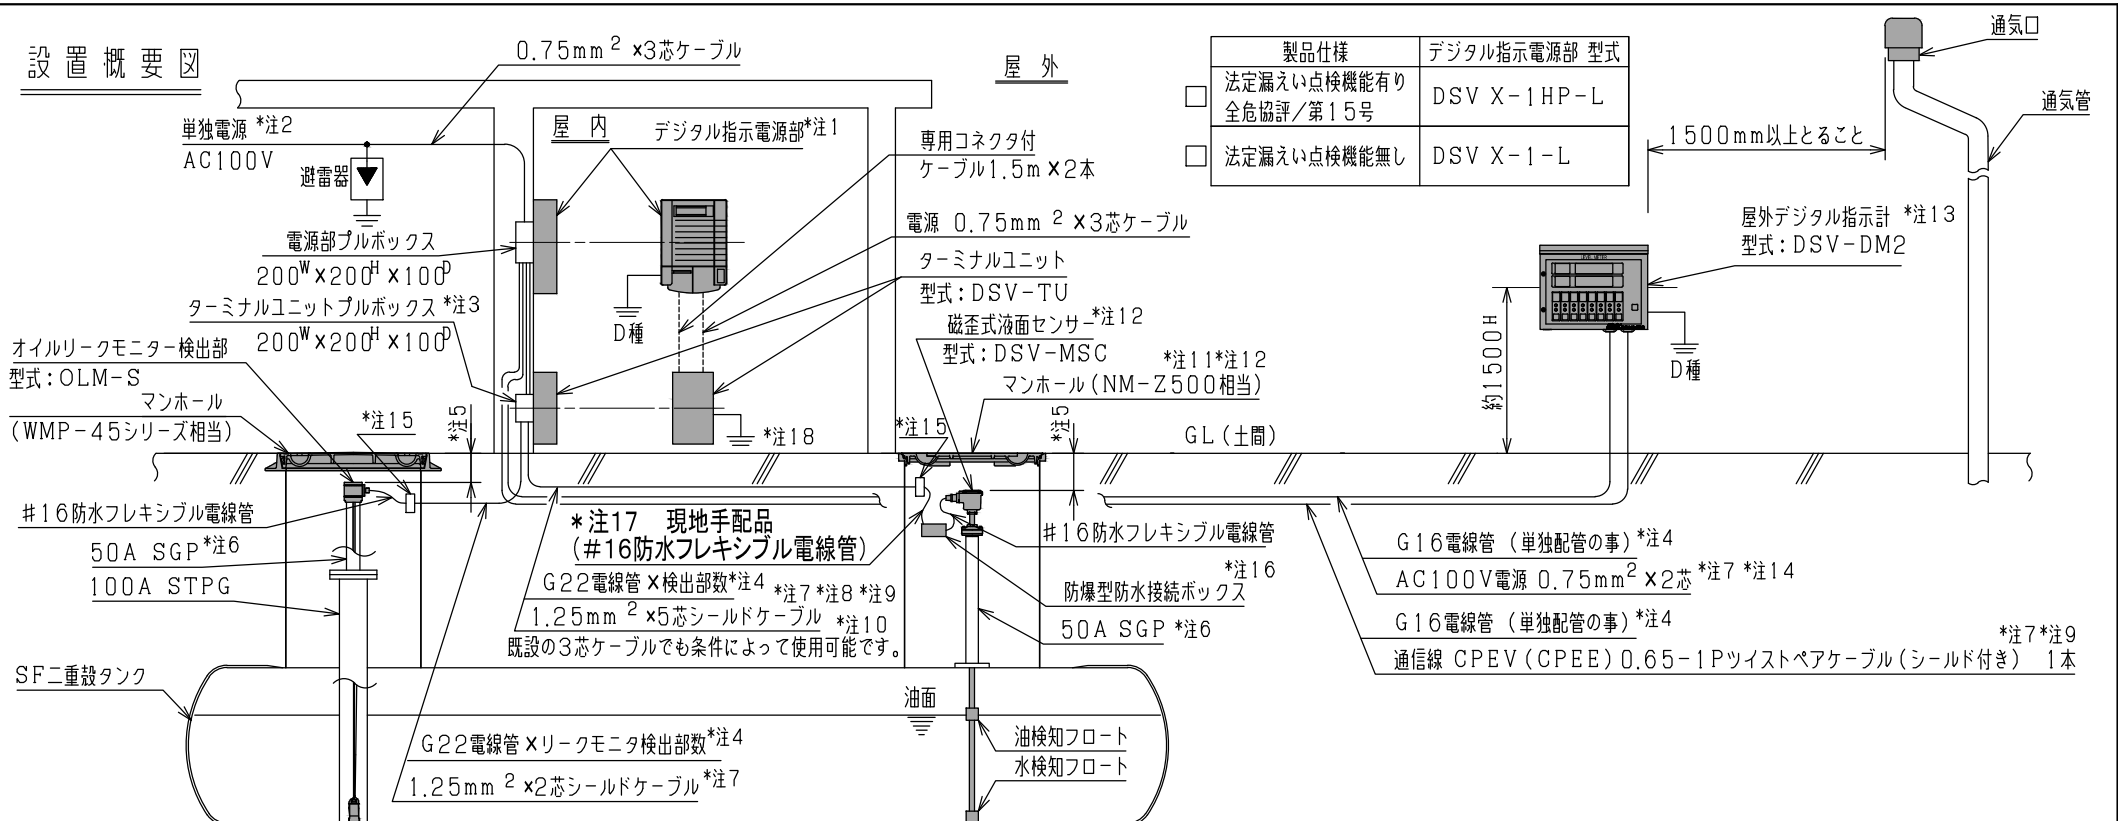 設置概要図
0.75mm²×3芯ケーブル
屋外
製品仕様 デジタル指示電源部 型式
法定漏えい点検機能有り
全危協評/第15号
DSV X-1HP-L
法定漏えい点検機能無し DSV X-1-L
通気口
通気管
1500mm以上とること
単独電源 *注2
AC100V
避雷器
屋内
デジタル指示電源部*注1
専用コネクタ付
ケーブル1.5m×2本
電源 0.75mm²×3芯ケーブル
屋外デジタル指示計 *注13
型式:DSV-DM2
電源部プルボックス
200ᵂ×200ᴴ×100ᴰ
ターミナルユニット
型式:DSV-TU
D種
ターミナルユニットプルボックス *注3
200ᵂ×200ᴴ×100ᴰ
磁歪式液面センサー*注12
型式:DSV-MSC
*注11*注12
マンホール(NM-Z500相当)
約1500ᴴ
D種
オイルリークモニター検出部
型式:OLM-S
マンホール
(WMP-45シリーズ相当)
*注15
*注5
*注18
*注15
*注5
GL(土間)
#16防水フレキシブル電線管
50A SGP*注6
100A STPG
*注17 現地手配品
(#16防水フレキシブル電線管)
G22電線管×検出部数*注4
*注7*注8*注9
1.25mm²×5芯シールドケーブル *注10
既設の3芯ケーブルでも条件によって使用可能です。
#16防水フレキシブル電線管
*注16
防爆型防水接続ボックス
50A SGP *注6
G16電線管(単独配管の事)*注4
AC100V電源 0.75mm²×2芯*注7*注14
G16電線管(単独配管の事)*注4
*注7*注9
通信線 CPEV(CPEE)0.65-1Pツイストペアケーブル(シールド付き) 1本
SF二重殻タンク
油面
G22電線管×リークモニタ検出部数*注4
1.25mm²×2芯シールドケーブル*注7
油検知フロート
水検知フロート